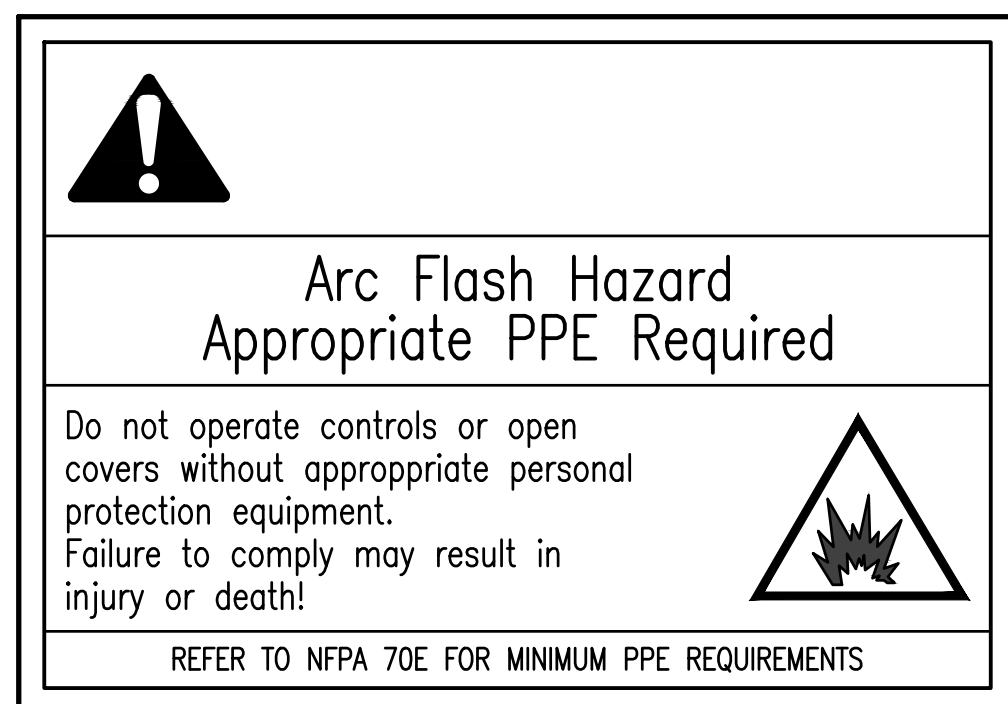 Arc Flash Hazard
Appropriate PPE Required
Do not operate controls or open
covers without approppriate personal
protection equipment.
Failure to comply may result in
injury or death!
REFER TO NFPA 70E FOR MINIMUM PPE REQUIREMENTS